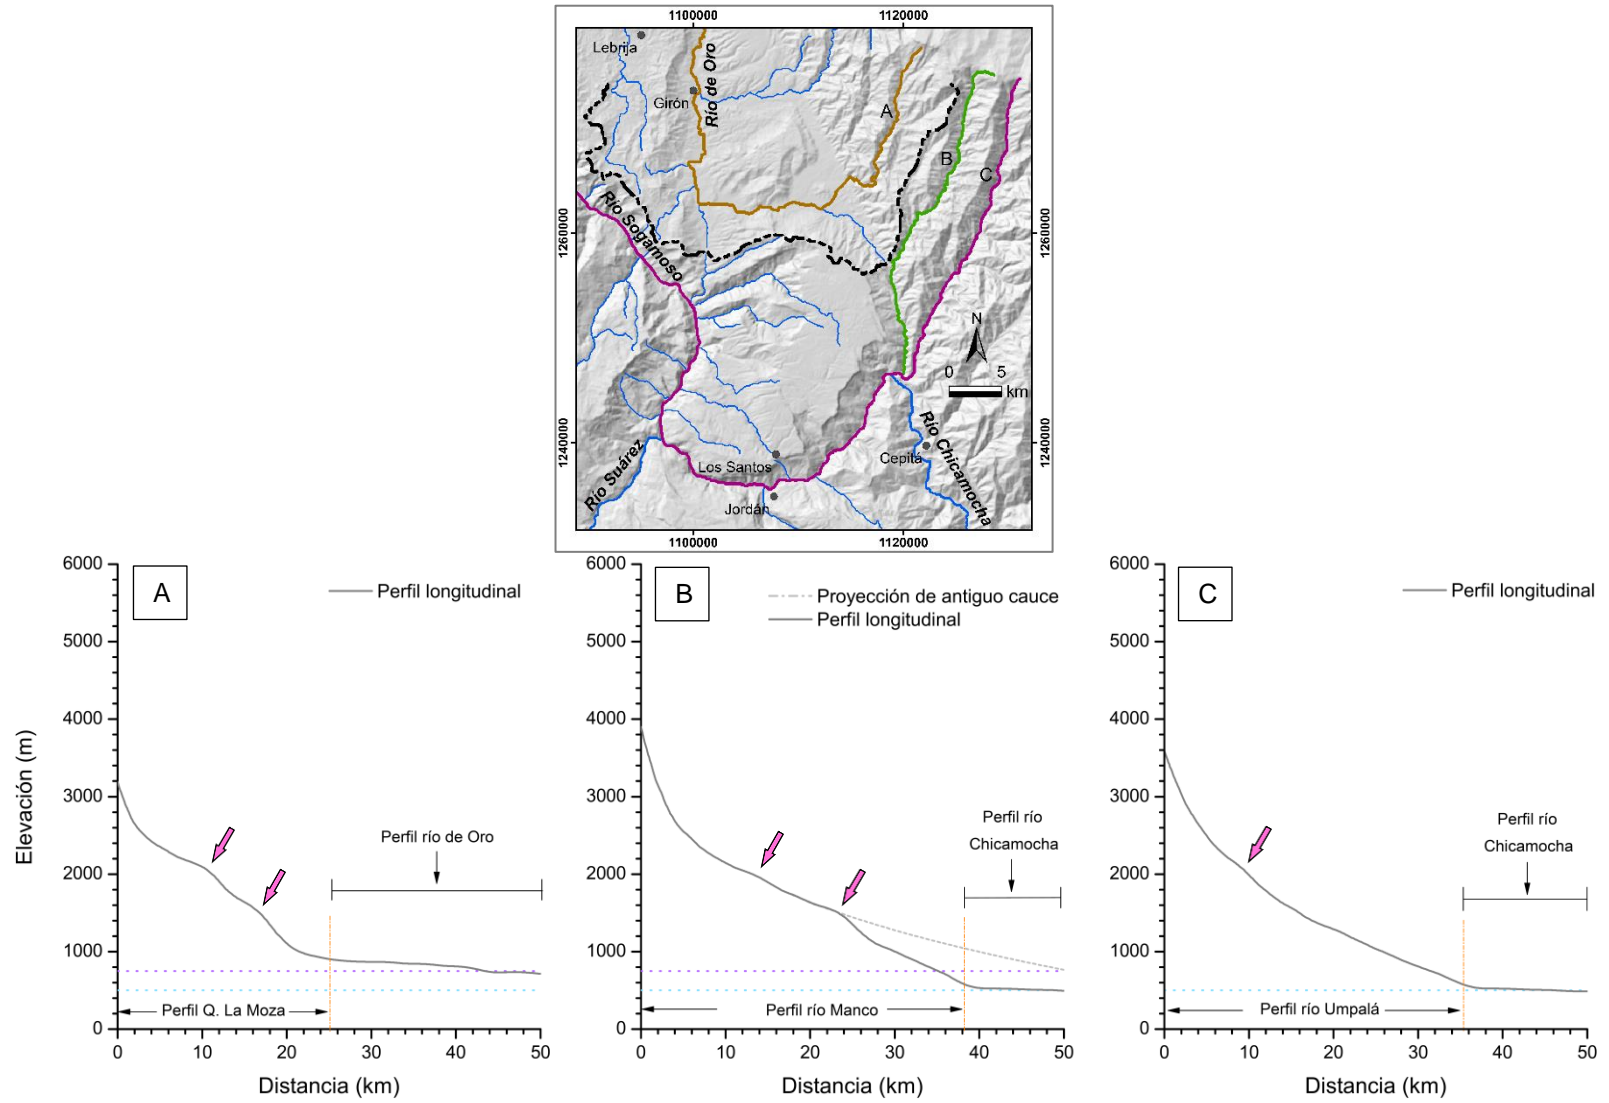 1100000
1120000
Lebrija
Río de Oro
Girón
A
B
C
Río Sogamoso
1260000
1260000
N
0 5
km
1240000
1240000
Río Suárez
Los Santos
Jordán
Cepitá
Río Chicamocha
1100000
1120000
Elevación (m)
6000
5000
4000
3000
2000
1000
0
A
Perfil longitudinal
Perfil río de Oro
Perfil Q. La Moza
0 10 20 30 40 50
Distancia (km)
6000
5000
4000
3000
2000
1000
0
B
Proyección de antiguo cauce
Perfil longitudinal
Perfil río
Chicamocha
Perfil río Manco
0 10 20 30 40 50
Distancia (km)
6000
5000
4000
3000
2000
1000
0
C
Perfil longitudinal
Perfil río
Chicamocha
Perfil río Umpalá
0 10 20 30 40 50
Distancia (km)